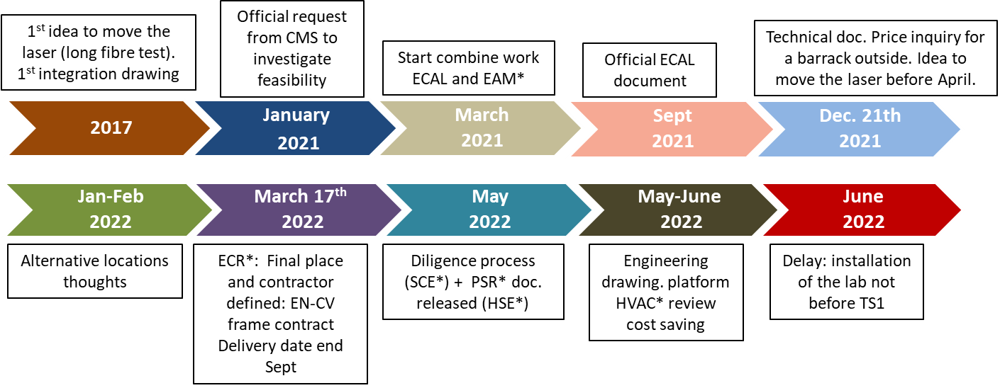 1st idea to move the
laser (long fibre test).
1st integration drawing
Official request
from CMS to
investigate
feasibility
Start combine work
ECAL and EAM*
Official ECAL
document
Technical doc. Price inquiry for
a barrack outside. Idea to
move the laser before April.
2017
January
2021
March
2021
Sept
2021
Dec. 21th
2021
Jan-Feb
2022
March 17th
2022
May
2022
May-June
2022
June
2022
Alternative locations
thoughts
ECR*: Final place
and contractor
defined: EN-CV
frame contract
Delivery date end
Sept
Diligence process
(SCE*) + PSR* doc.
released (HSE*)
Engineering
drawing. platform
HVAC* review
cost saving
Delay: installation
of the lab not
before TS1